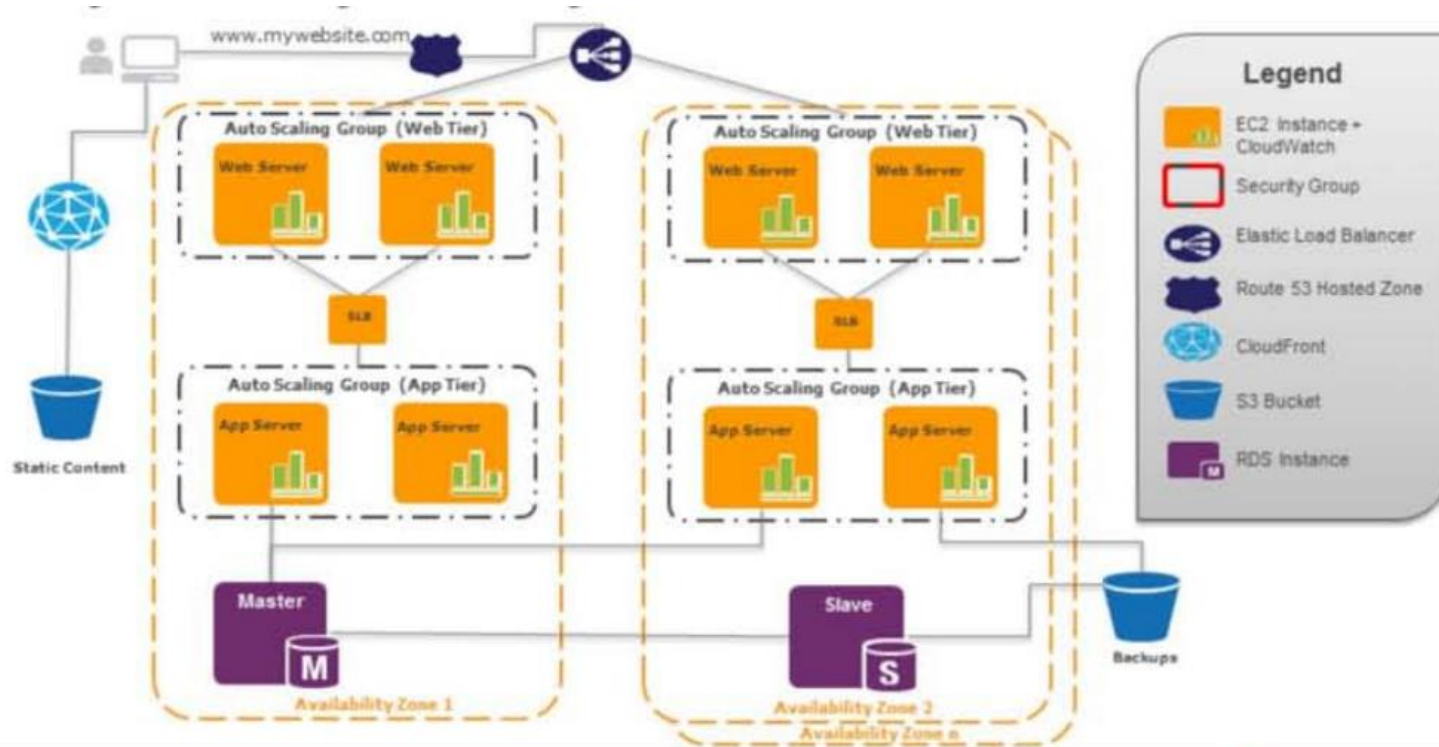 www.mywebsite.com
Auto Scaling Group (Web Tier)
Web Server
Web Server
Auto Scaling Group (Web Tier)
Web Server
Web Server
SLB
SLB
Auto Scaling Group (App Tier)
App Server
App Server
Auto Scaling Group (App Tier)
App Server
App Server
Static Content
Master
M
Slave
S
Backups
Availability Zone 1
Availability Zone 2
Availability Zone n
Legend
EC2 Instance +
CloudWatch
Security Group
Elastic Load Balancer
Route 53 Hosted Zone
CloudFront
S3 Bucket
RDS Instance
M